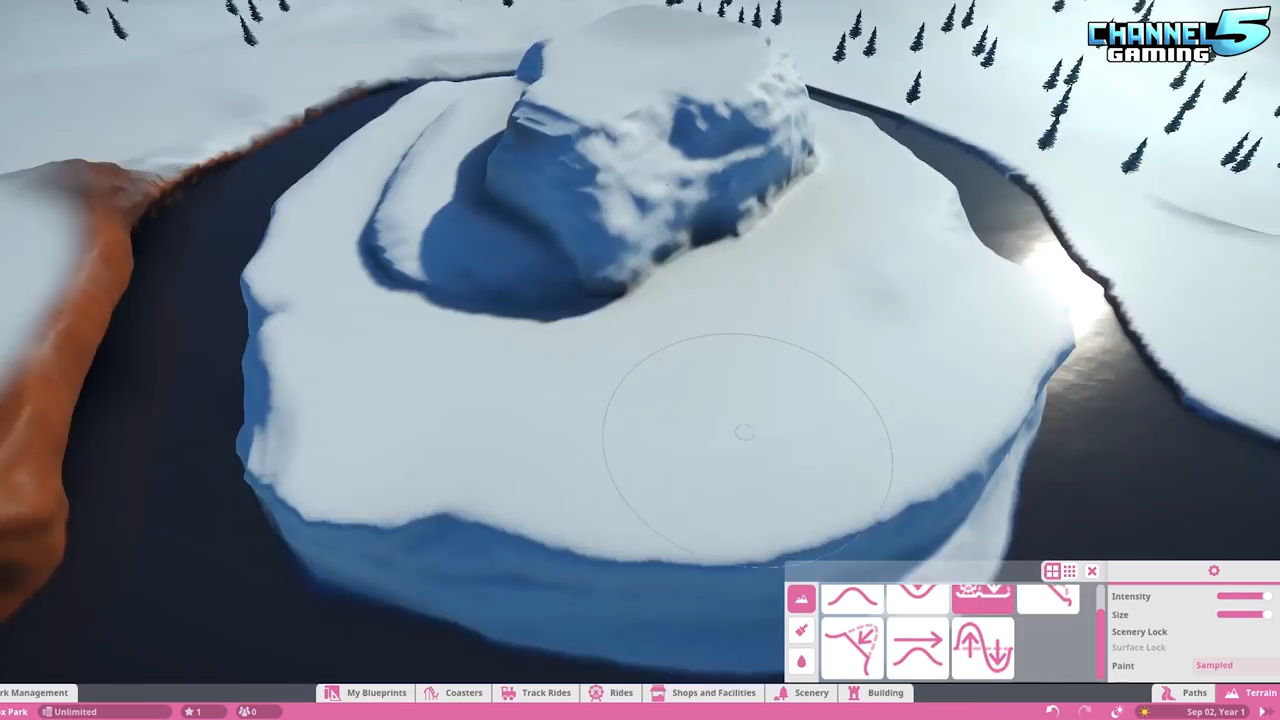 CHANNEL 5
GAMING
Intensity
Size
Scenery Lock
Surface Lock
Paint Sampled
rk Management My Blueprints Coasters Track Rides Rides Shops and Facilities Scenery Building Paths Terrain
x Park Unlimited 1 0 Sep 02, Year 1